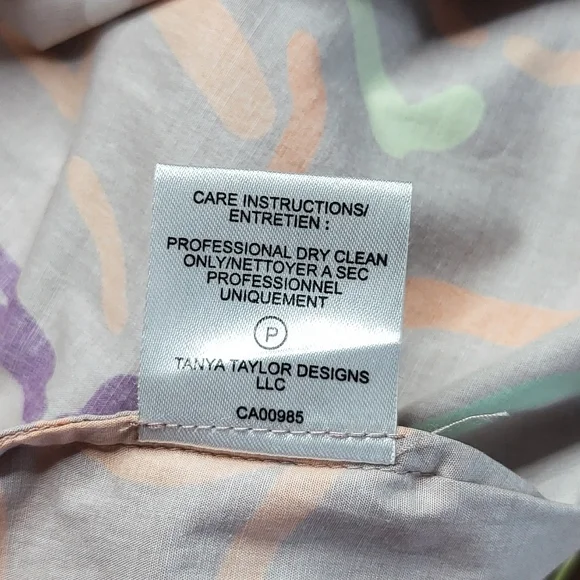 CARE INSTRUCTIONS/
ENTRETIEN :
PROFESSIONAL DRY CLEAN
ONLY/NETTOYER A SEC
PROFESSIONNEL
UNIQUEMENT
P
TANYA TAYLOR DESIGNS
LLC
CA00985